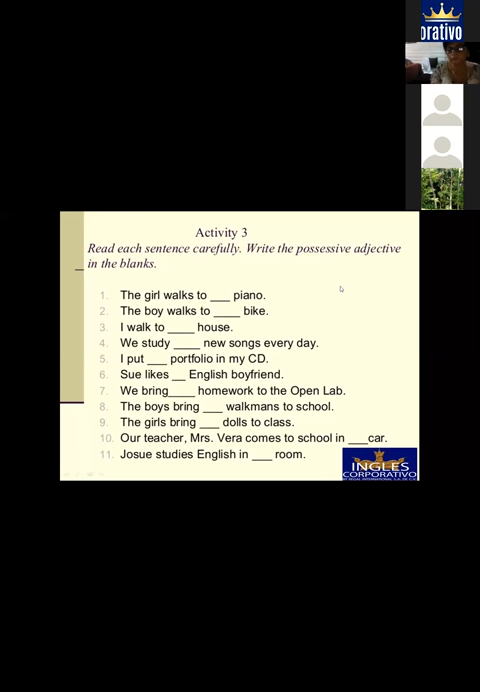 orativo
Activity 3
Read each sentence carefully. Write the possessive adjective
in the blanks.
1. The girl walks to ___ piano.
2. The boy walks to ____ bike.
3. I walk to ____ house.
4. We study ____ new songs every day.
5. I put ___ portfolio in my CD.
6. Sue likes __ English boyfriend.
7. We bring____ homework to the Open Lab.
8. The boys bring ___ walkmans to school.
9. The girls bring ___ dolls to class.
10. Our teacher, Mrs. Vera comes to school in ___car.
11. Josue studies English in ___ room.
INGLES
CORPORATIVO